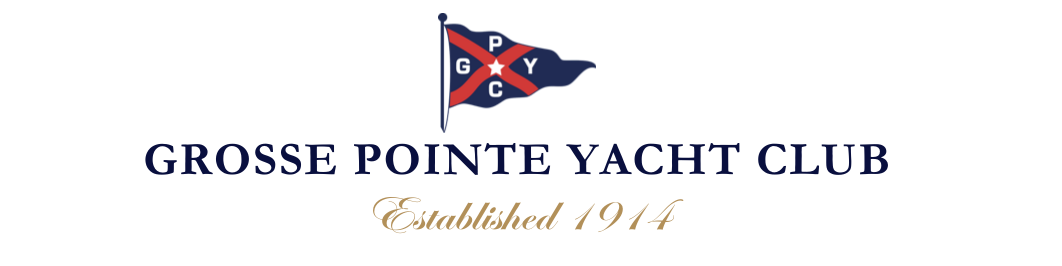 P
G Y
C
GROSSE POINTE YACHT CLUB
Established 1914